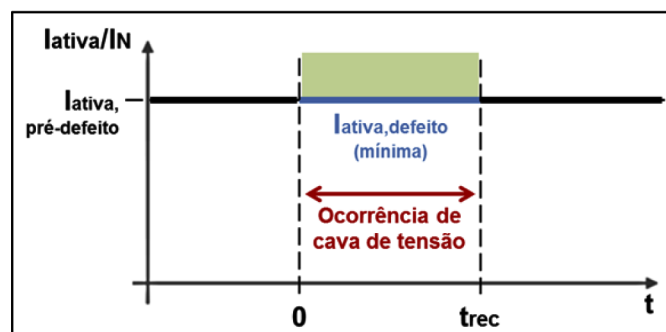 Iativa/IN
Iativa,
pré-defeito
Iativa,defeito
(mínima)
Ocorrência de
cava de tensão
0
trec
t